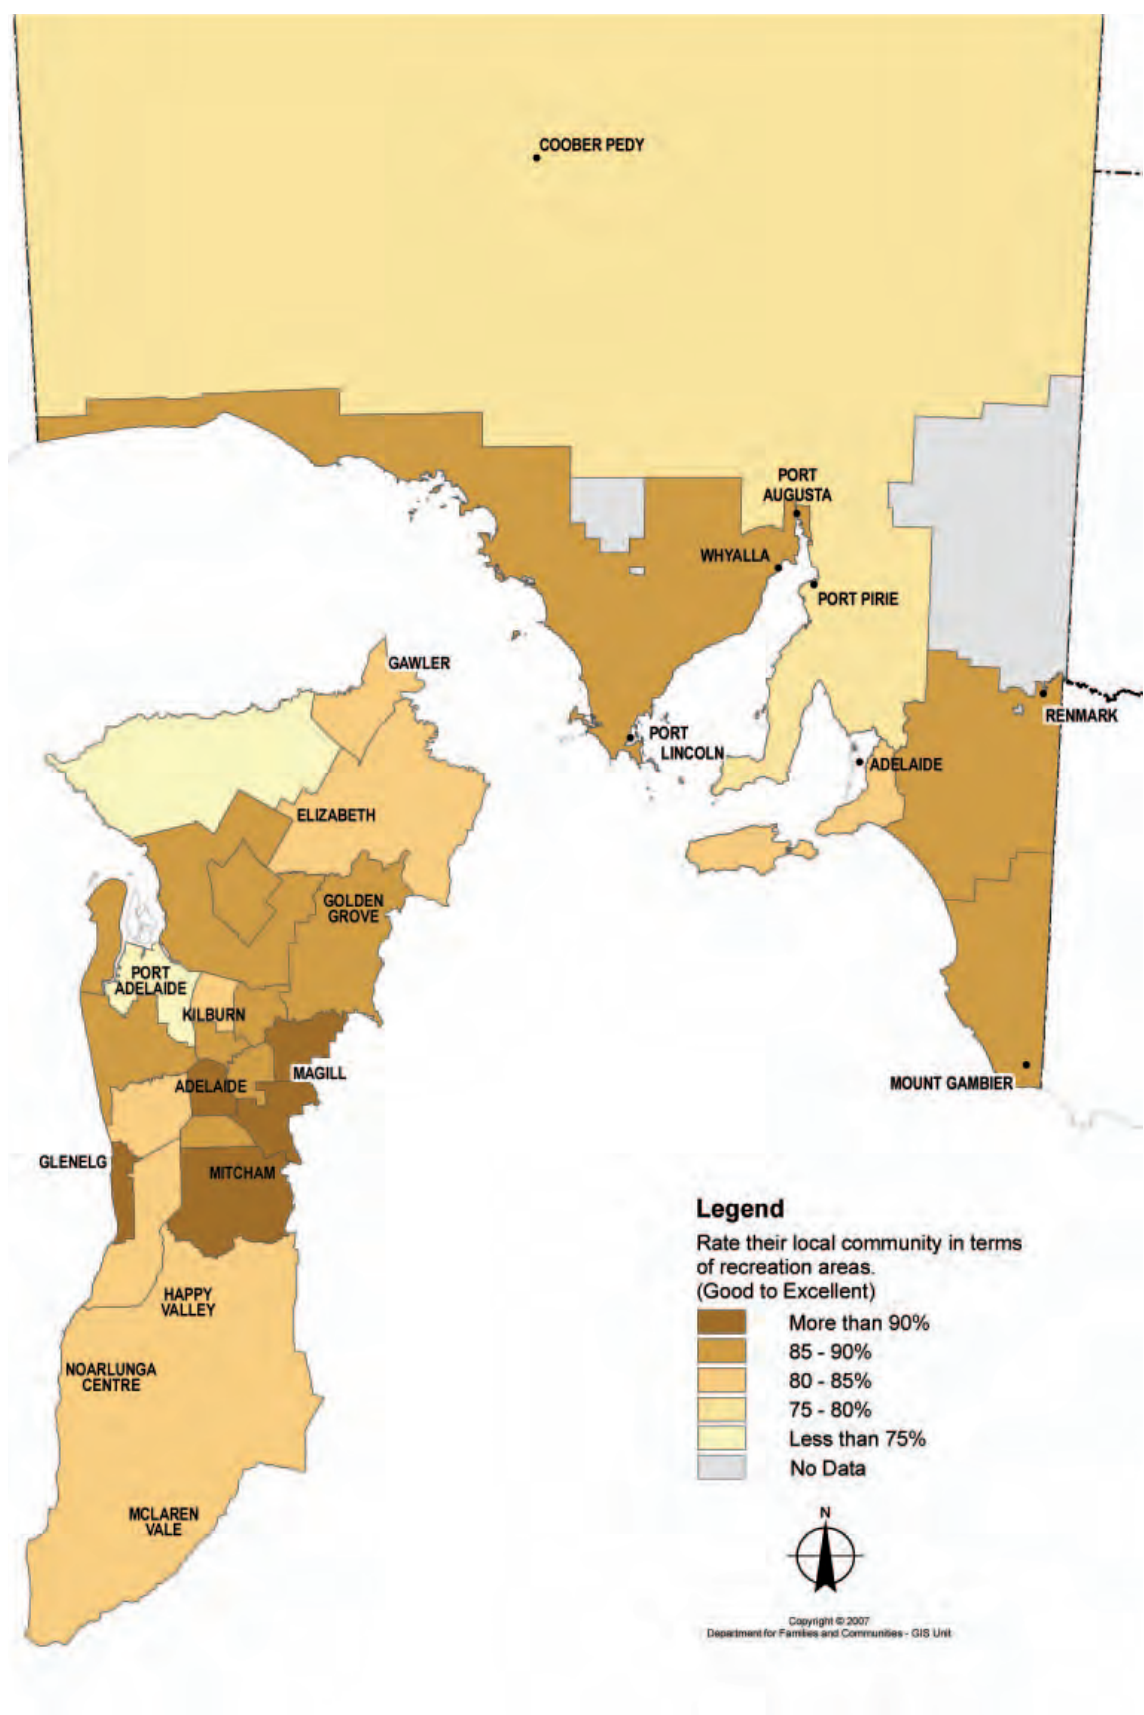 COOBER PEDY
PORT
AUGUSTA
WHYALLA
PORT PIRIE
GAWLER
RENMARK
PORT
LINCOLN
ADELAIDE
ELIZABETH
GOLDEN
GROVE
PORT
ADELAIDE
KILBURN
MAGILL
ADELAIDE
MOUNT GAMBIER
GLENELG
MITCHAM
Legend
Rate their local community in terms
of recreation areas.
(Good to Excellent)
More than 90%
85 - 90%
80 - 85%
75 - 80%
Less than 75%
No Data
HAPPY
VALLEY
NOARLUNGA
CENTRE
MCLAREN
VALE
N
Copyright © 2007
Department for Families and Communities - GIS Unit